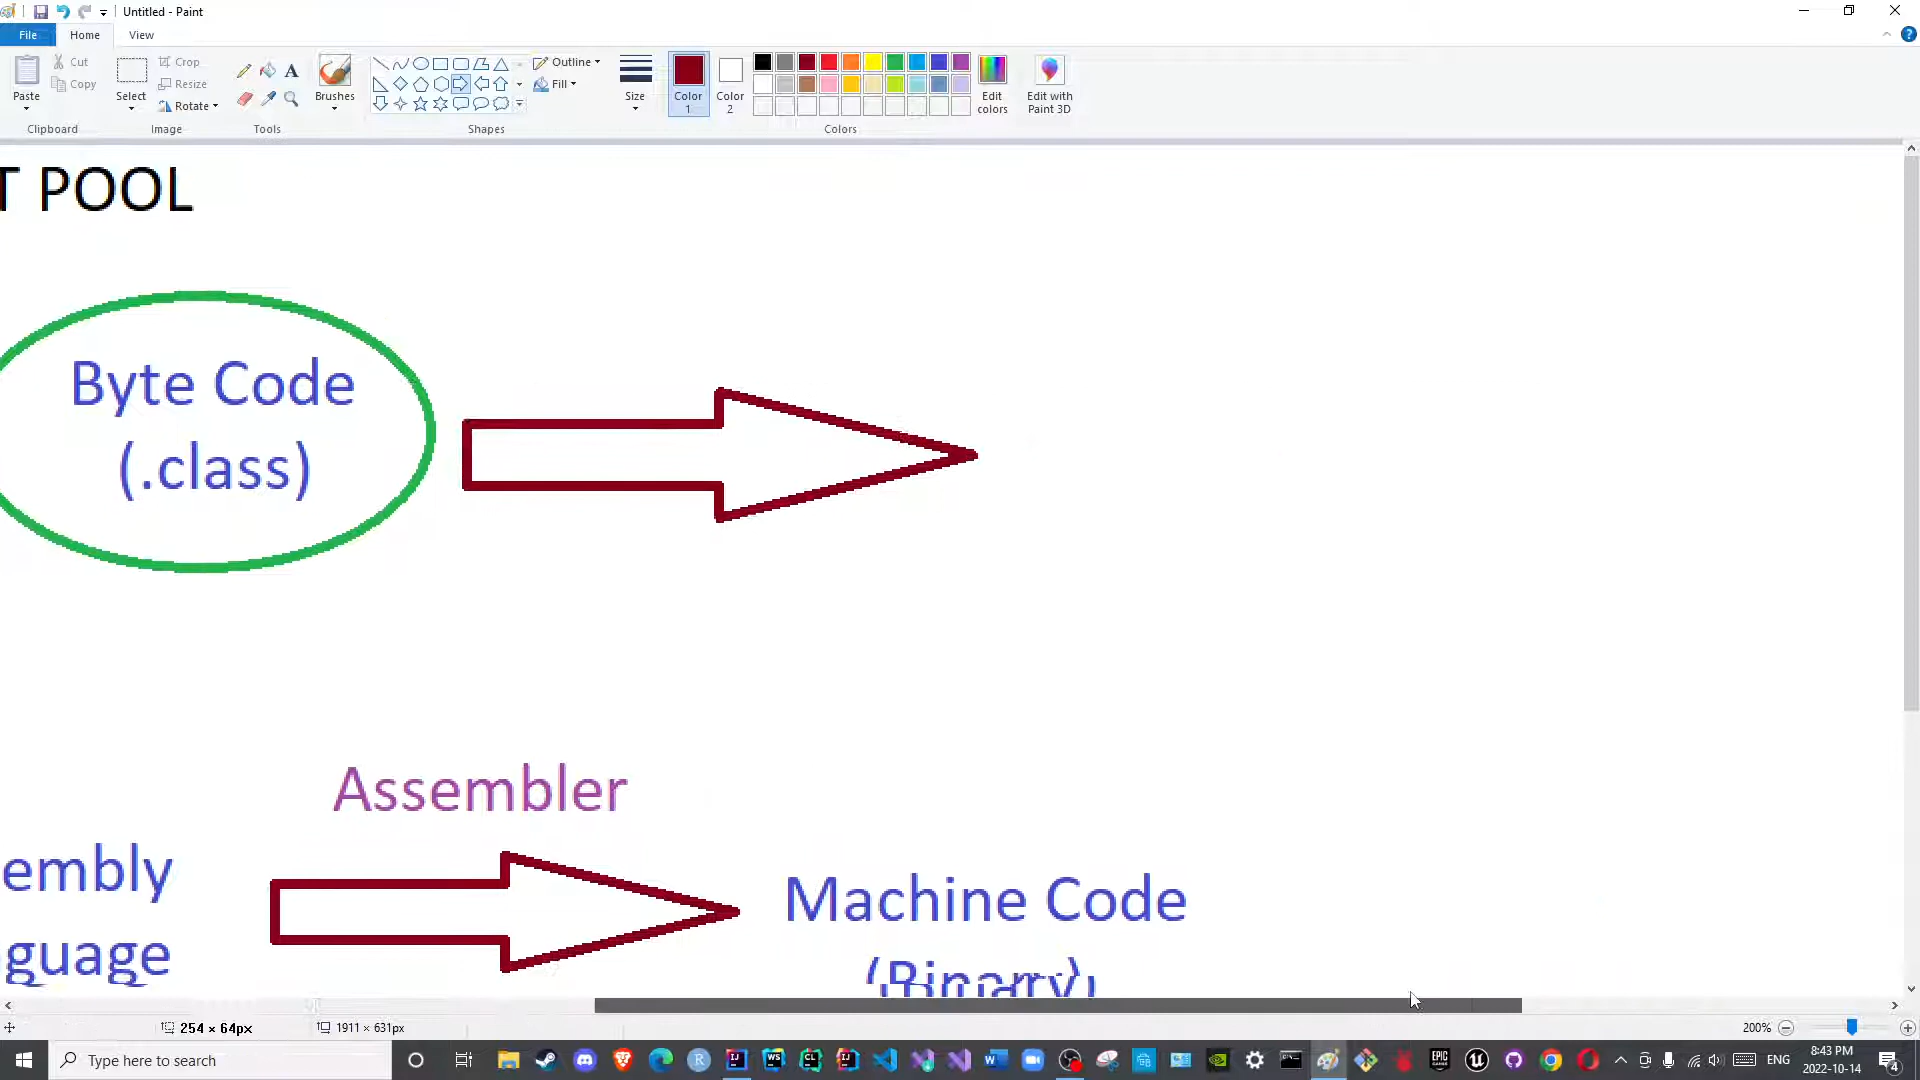 Untitled - Paint
File Home View
Paste
Cut
Copy
Clipboard
Select
Crop
Resize
Rotate
Image
Tools
Brushes
Shapes
Outline
Fill
Size
Color 1
Color 2
Colors
Edit colors
Edit with Paint 3D
T POOL
Byte Code
(.class)
Assembler
embly
guage
Machine Code
(Binary)
254 × 64px
1911 × 631px
200%
Type here to search
ENG
8:43 PM
2022-10-14
4